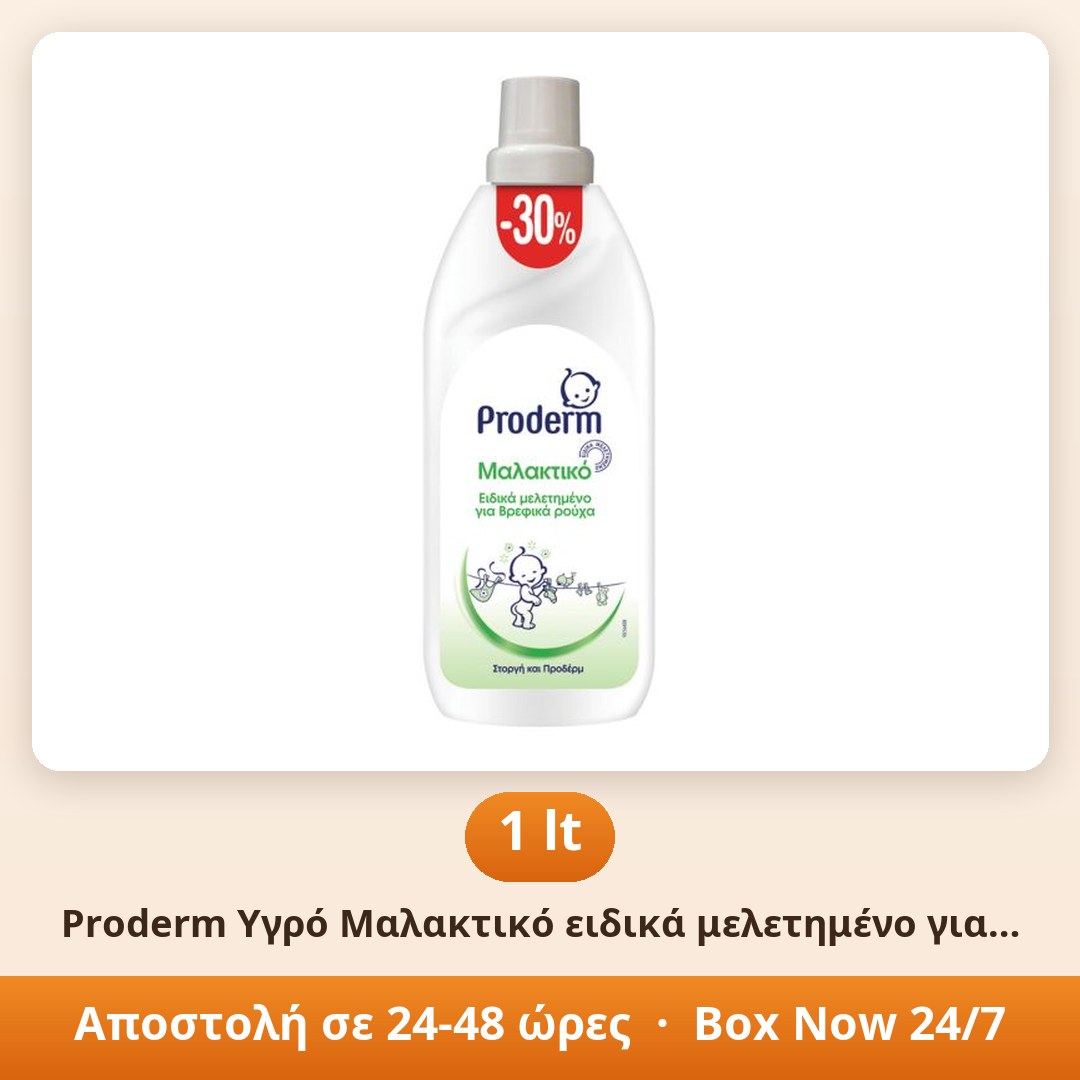 -30%
Proderm
Μαλακτικό
Ειδικά μελετημένο
για Βρεφικά ρούχα
Στοργή και Προδέρμ
1 lt
Proderm Υγρό Μαλακτικό ειδικά μελετημένο για...
Αποστολή σε 24-48 ώρες · Box Now 24/7